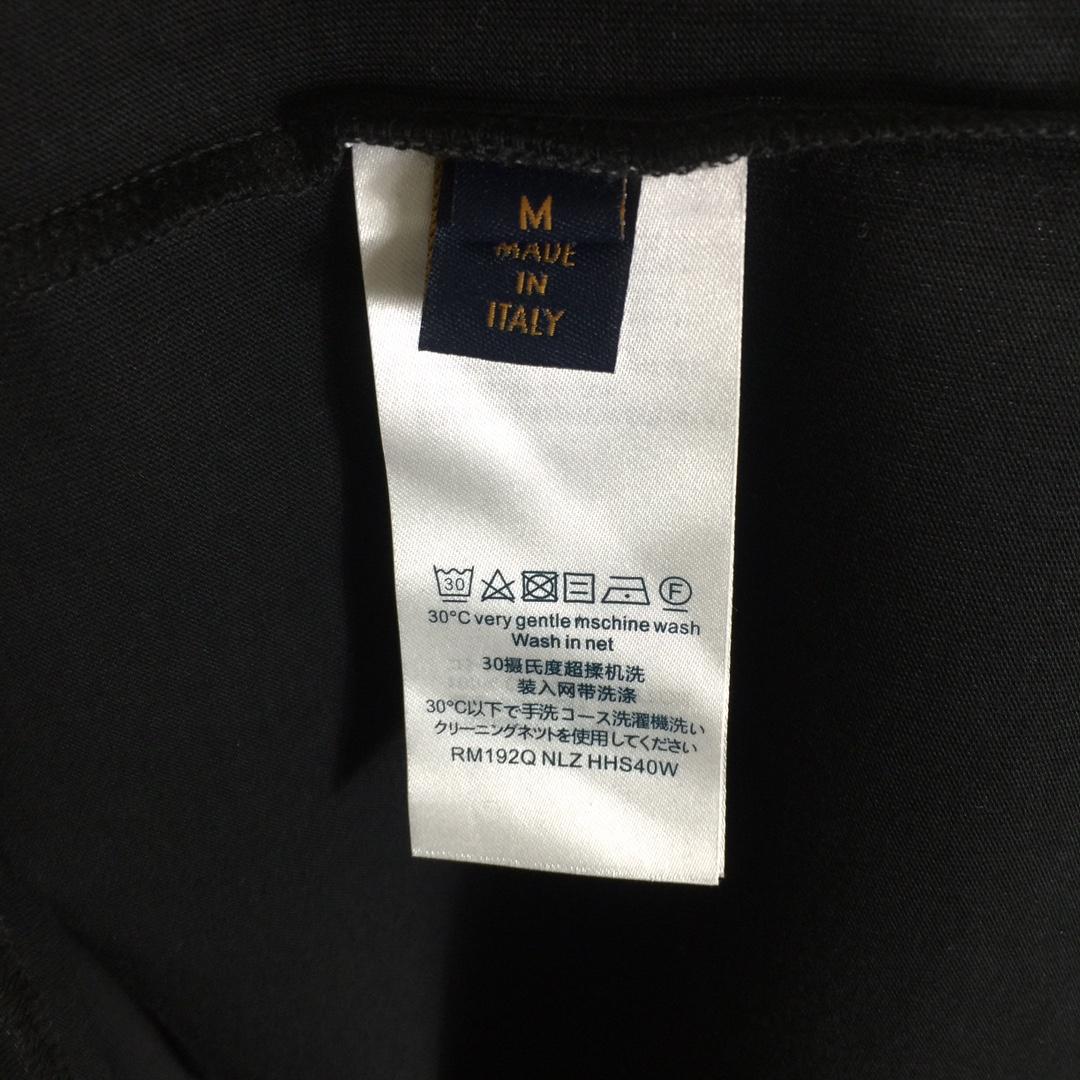 M
MADE
IN
ITALY
30 F
30°C very gentle mschine wash
Wash in net
30摄氏度超揉机洗
装入网带洗涤
30°C以下で手洗コース洗濯機洗い
クリーニングネットを使用してください
RM192Q NLZ HHS40W